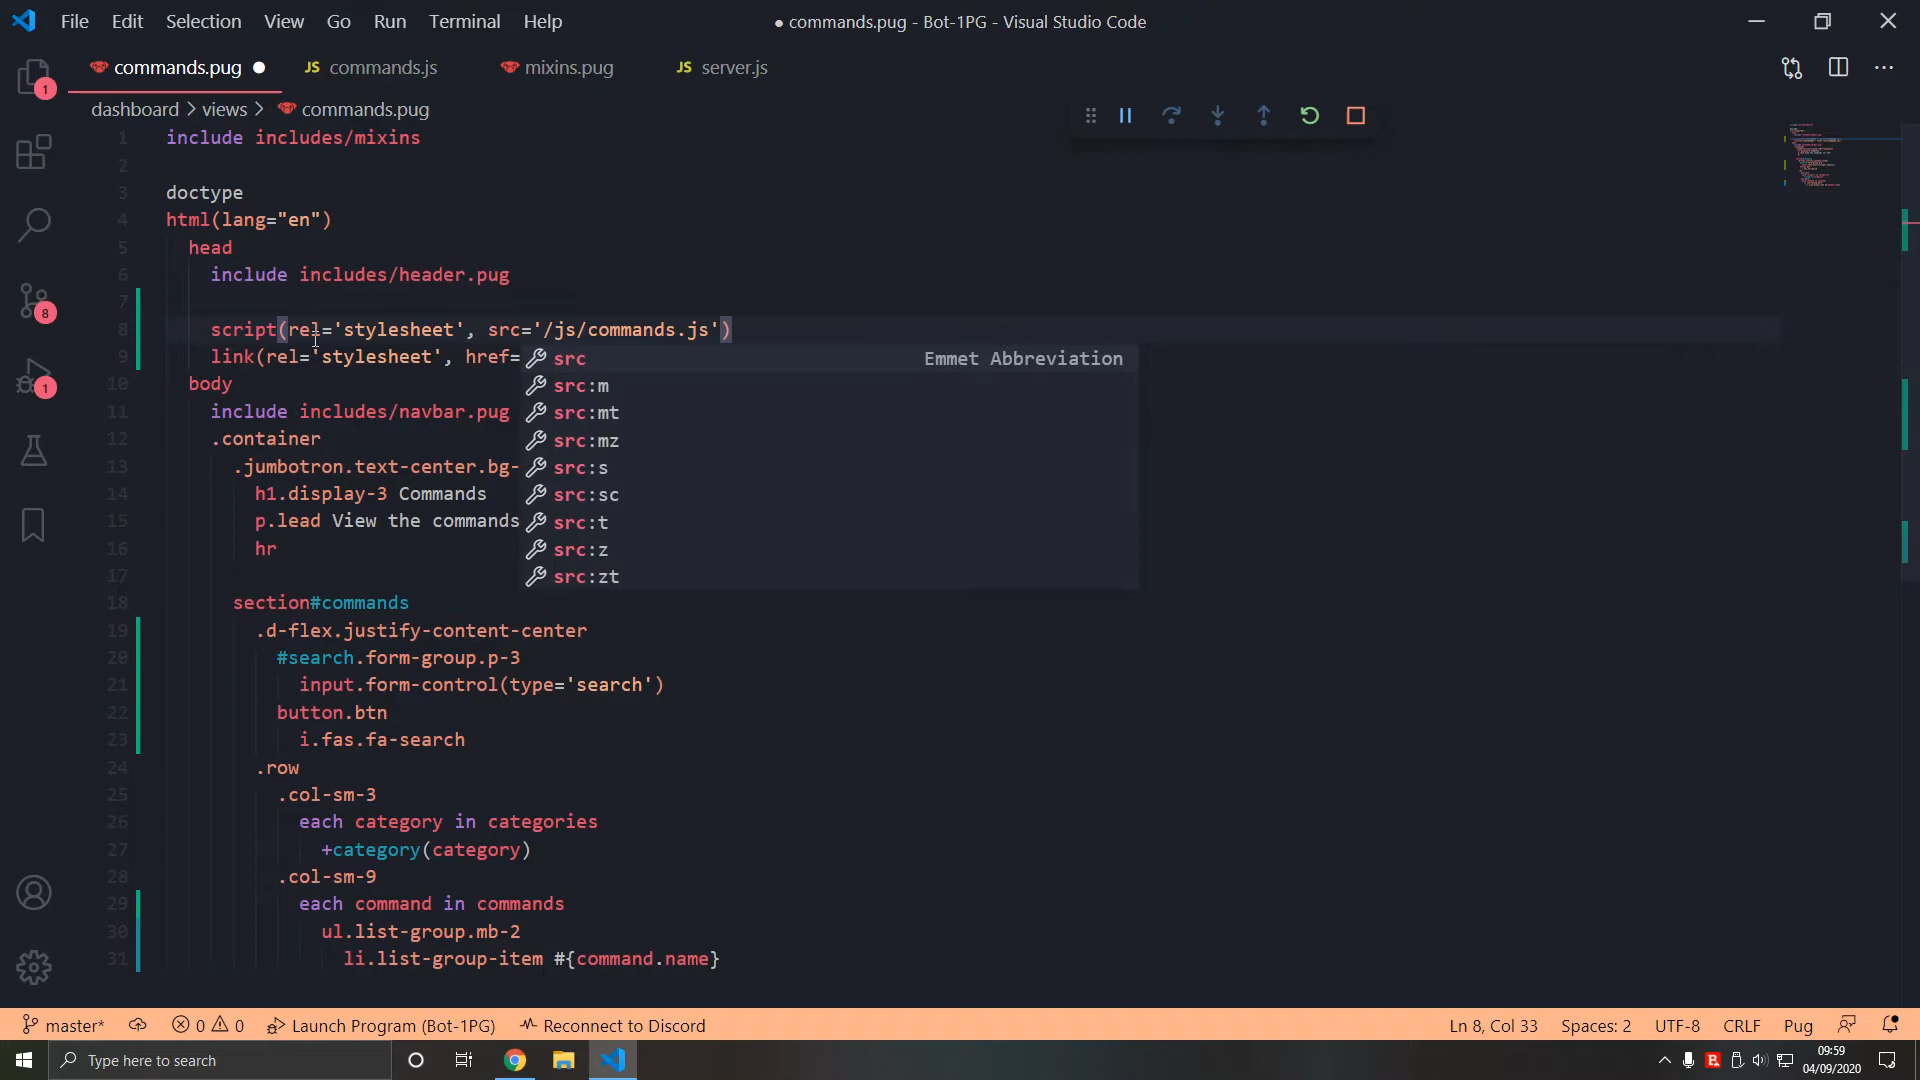 File Edit Selection View Go Run Terminal Help
● commands.pug - Bot-1PG - Visual Studio Code
commands.pug JS commands.js mixins.pug JS server.js
dashboard > views > commands.pug
1 include includes/mixins
2
3 doctype
4 html(lang="en")
5 head
6 include includes/header.pug
7
8 script(rel='stylesheet', src='/js/commands.js')
9 link(rel='stylesheet', href=
src Emmet Abbreviation
10 body
src:m
11 include includes/navbar.pug
src:mt
12 .container
src:mz
13 .jumbotron.text-center.bg-
src:s
14 h1.display-3 Commands
src:sc
15 p.lead View the commands
src:t
16 hr
src:z
17
src:zt
18 section#commands
19 .d-flex.justify-content-center
20 #search.form-group.p-3
21 input.form-control(type='search')
22 button.btn
23 i.fas.fa-search
24 .row
25 .col-sm-3
26 each category in categories
27 +category(category)
28 .col-sm-9
29 each command in commands
30 ul.list-group.mb-2
31 li.list-group-item #{command.name}
1
8
1
master* 0 0 Launch Program (Bot-1PG) Reconnect to Discord Ln 8, Col 33 Spaces: 2 UTF-8 CRLF Pug
Type here to search
09:59
04/09/2020